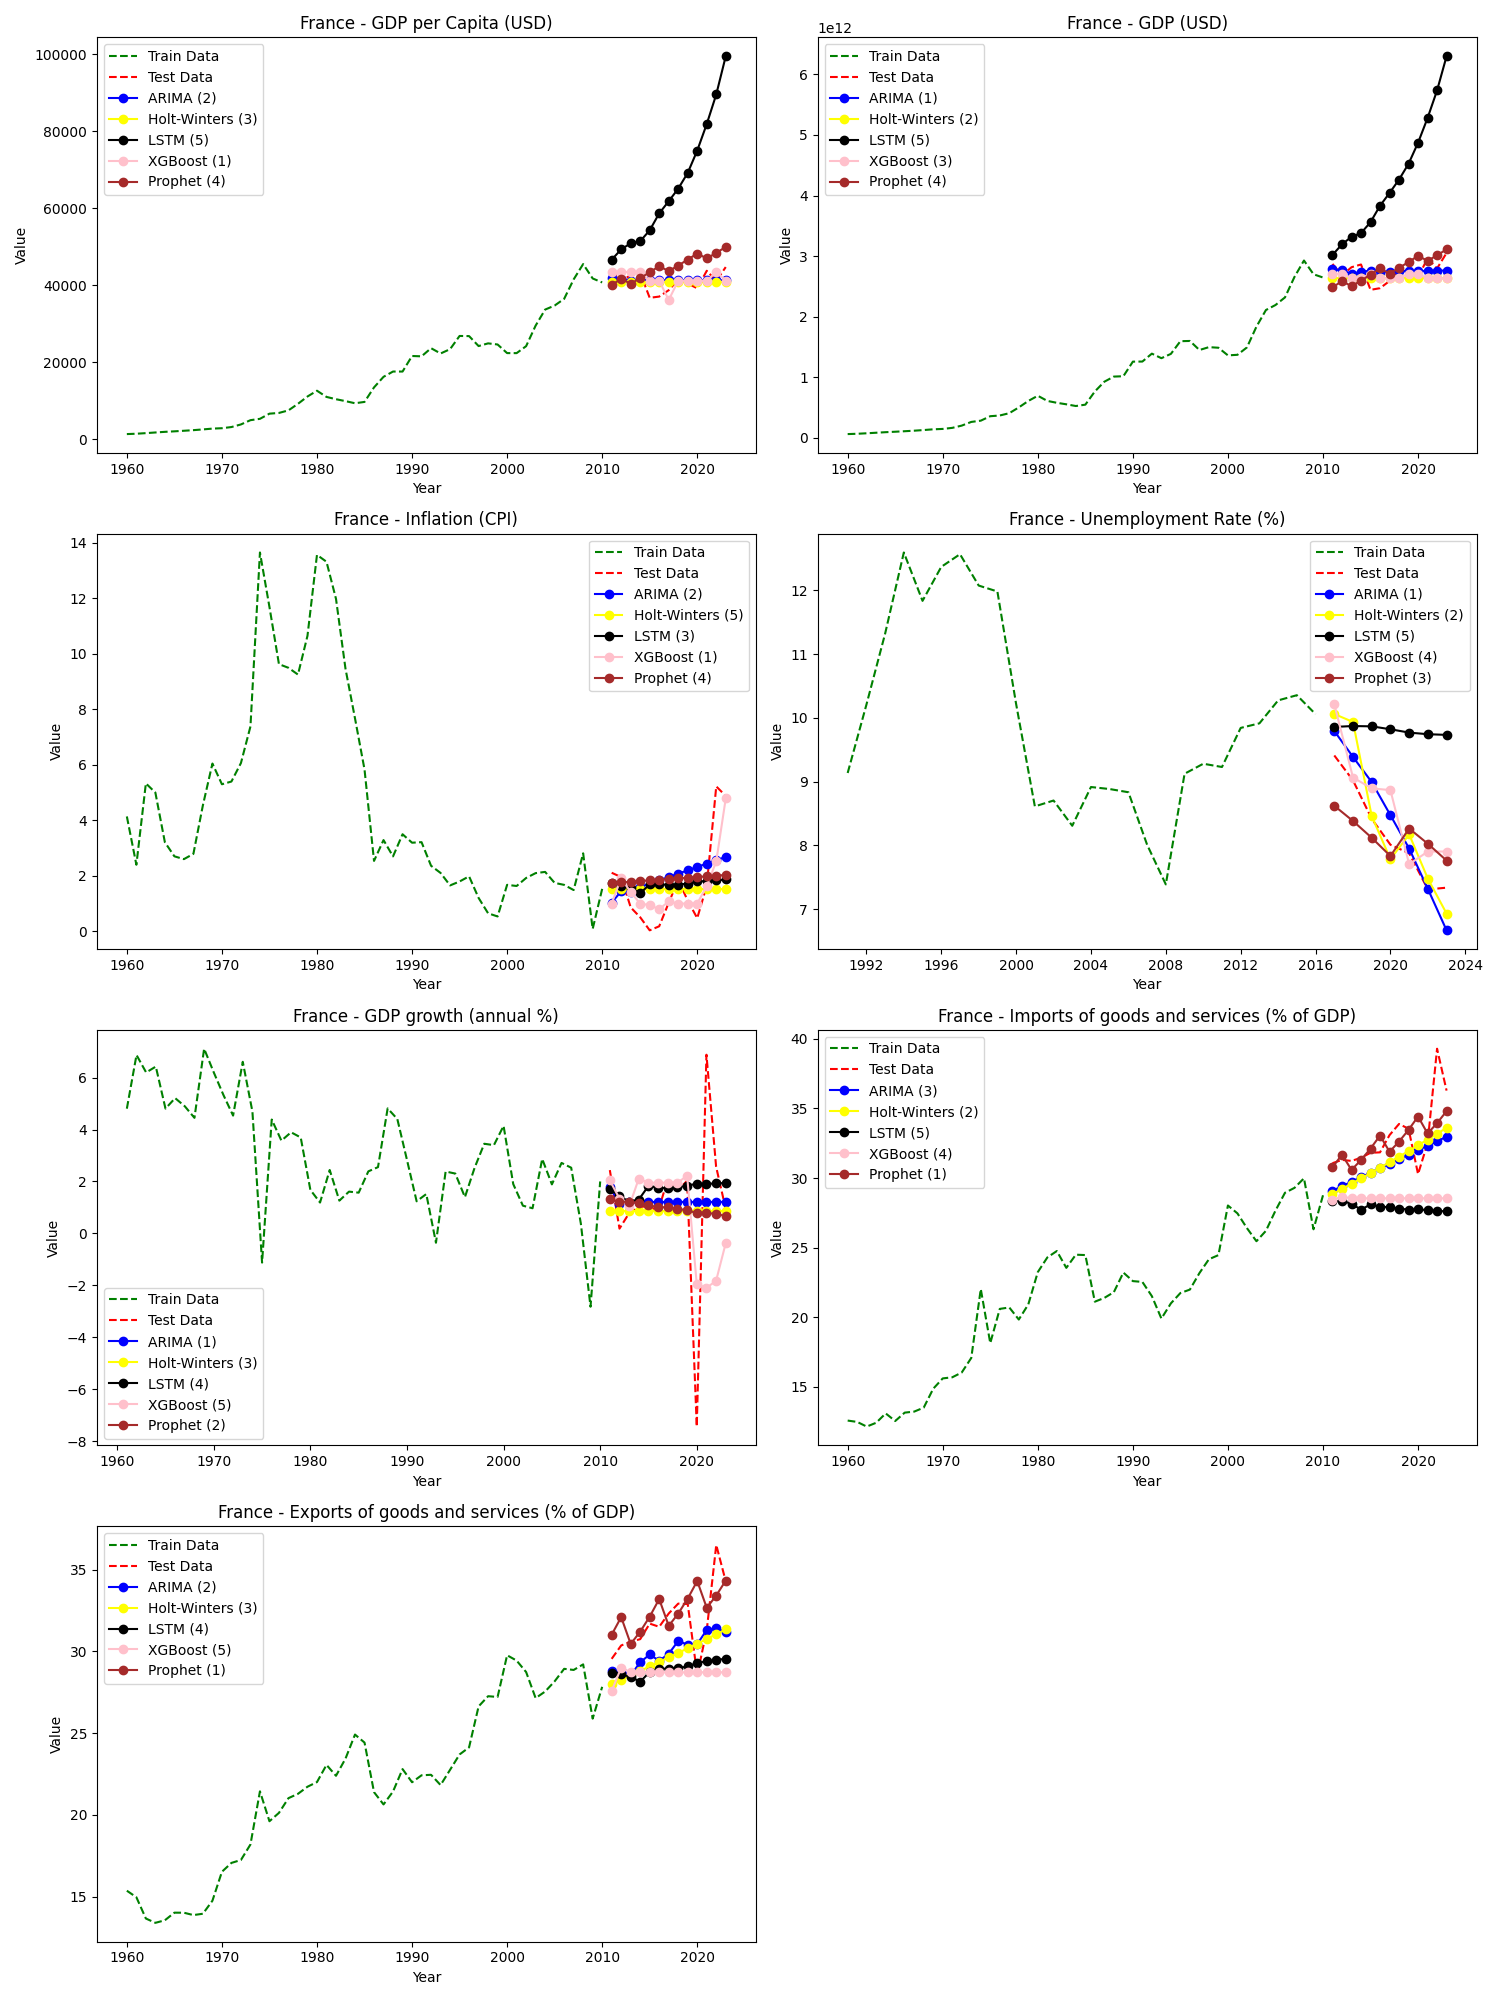 France - GDP per Capita (USD)
Train Data
Test Data
ARIMA (2)
Holt-Winters (3)
LSTM (5)
XGBoost (1)
Prophet (4)
100000
80000
60000
40000
20000
0
Value
1960 1970 1980 1990 2000 2010 2020
Year
France - GDP (USD)
1e12
Train Data
Test Data
ARIMA (1)
Holt-Winters (2)
LSTM (5)
XGBoost (3)
Prophet (4)
6
5
4
3
2
1
0
Value
1960 1970 1980 1990 2000 2010 2020
Year
France - Inflation (CPI)
Train Data
Test Data
ARIMA (2)
Holt-Winters (5)
LSTM (3)
XGBoost (1)
Prophet (4)
14
12
10
8
6
4
2
0
Value
1960 1970 1980 1990 2000 2010 2020
Year
France - Unemployment Rate (%)
Train Data
Test Data
ARIMA (1)
Holt-Winters (2)
LSTM (5)
XGBoost (4)
Prophet (3)
12
11
10
9
8
7
Value
1992 1996 2000 2004 2008 2012 2016 2020 2024
Year
France - GDP growth (annual %)
6
4
2
0
−2
−4
−6
−8
Value
Train Data
Test Data
ARIMA (1)
Holt-Winters (3)
LSTM (4)
XGBoost (5)
Prophet (2)
1960 1970 1980 1990 2000 2010 2020
Year
France - Imports of goods and services (% of GDP)
Train Data
Test Data
ARIMA (3)
Holt-Winters (2)
LSTM (5)
XGBoost (4)
Prophet (1)
40
35
30
25
20
15
Value
1960 1970 1980 1990 2000 2010 2020
Year
France - Exports of goods and services (% of GDP)
Train Data
Test Data
ARIMA (2)
Holt-Winters (3)
LSTM (4)
XGBoost (5)
Prophet (1)
35
30
25
20
15
Value
1960 1970 1980 1990 2000 2010 2020
Year